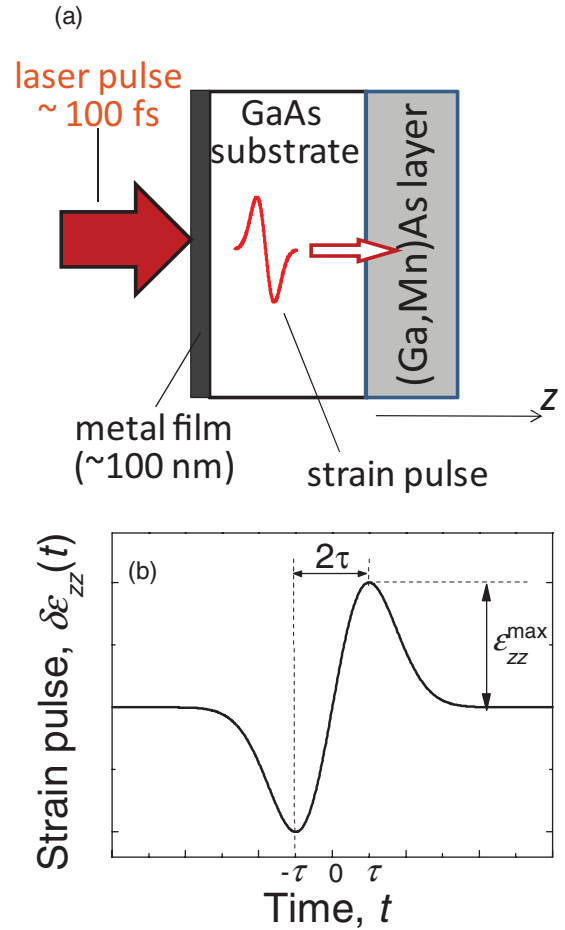 (a)
laser pulse
~ 100 fs
GaAs
substrate
(Ga,Mn)As layer
z
metal film
(~100 nm)
strain pulse
(b)
2τ
Strain pulse, δε_zz(t)
ε_zz^max
-τ 0 τ
Time, t